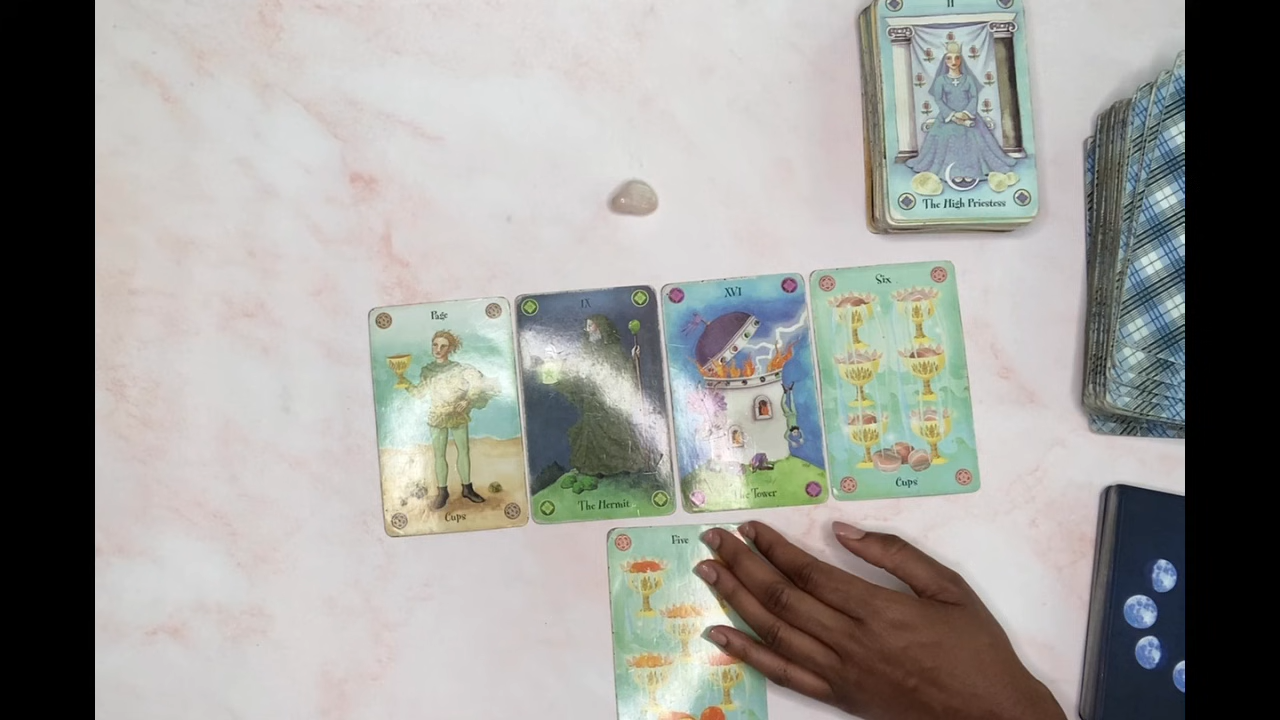 II
The High Priestess
Page
Cups
IX
The Hermit
XVI
The Tower
Six
Cups
Five